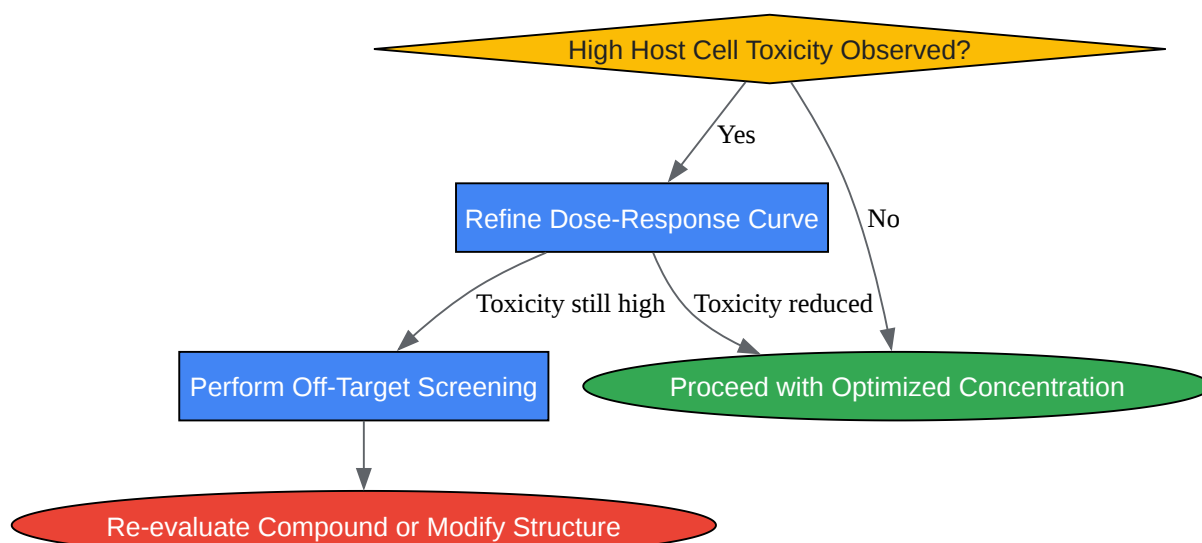 High Host Cell Toxicity Observed?
Yes
Refine Dose-Response Curve
No
Toxicity still high
Toxicity reduced
Perform Off-Target Screening
Proceed with Optimized Concentration
Re-evaluate Compound or Modify Structure